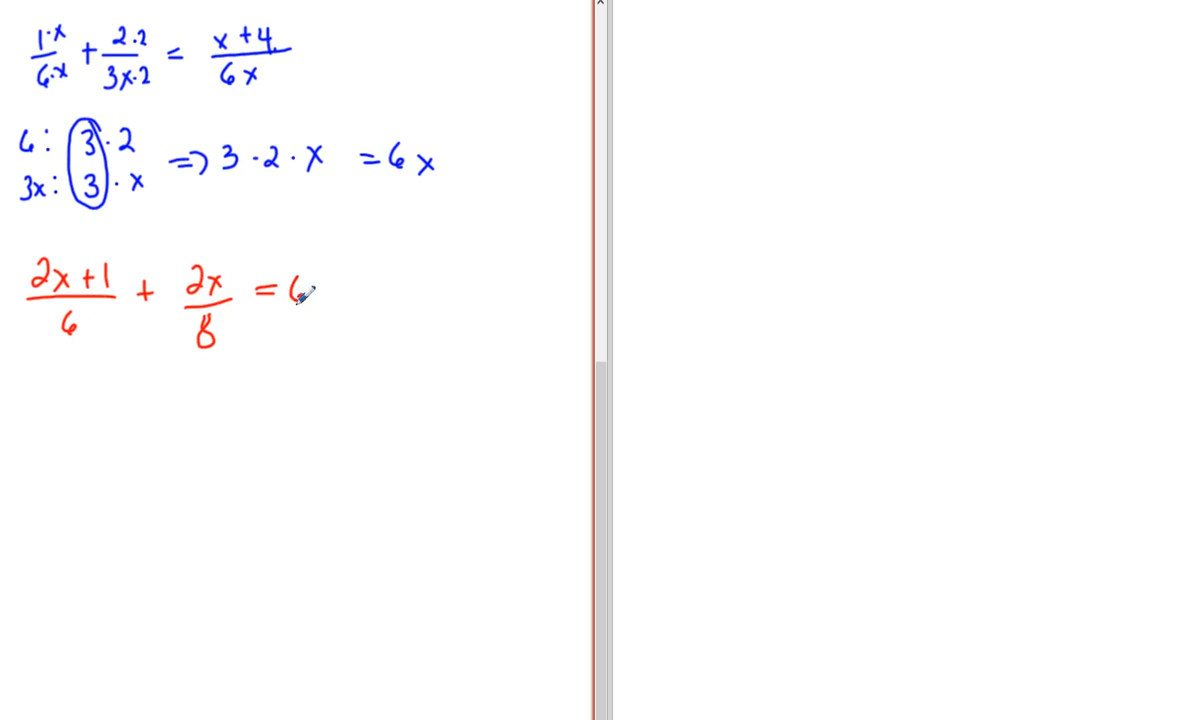 1·x/6·x + 2·2/3x·2 = x+4/6x
6: 3·2
3x: 3·x
=> 3·2·x = 6x
2x+1/6 + 2x/8 =